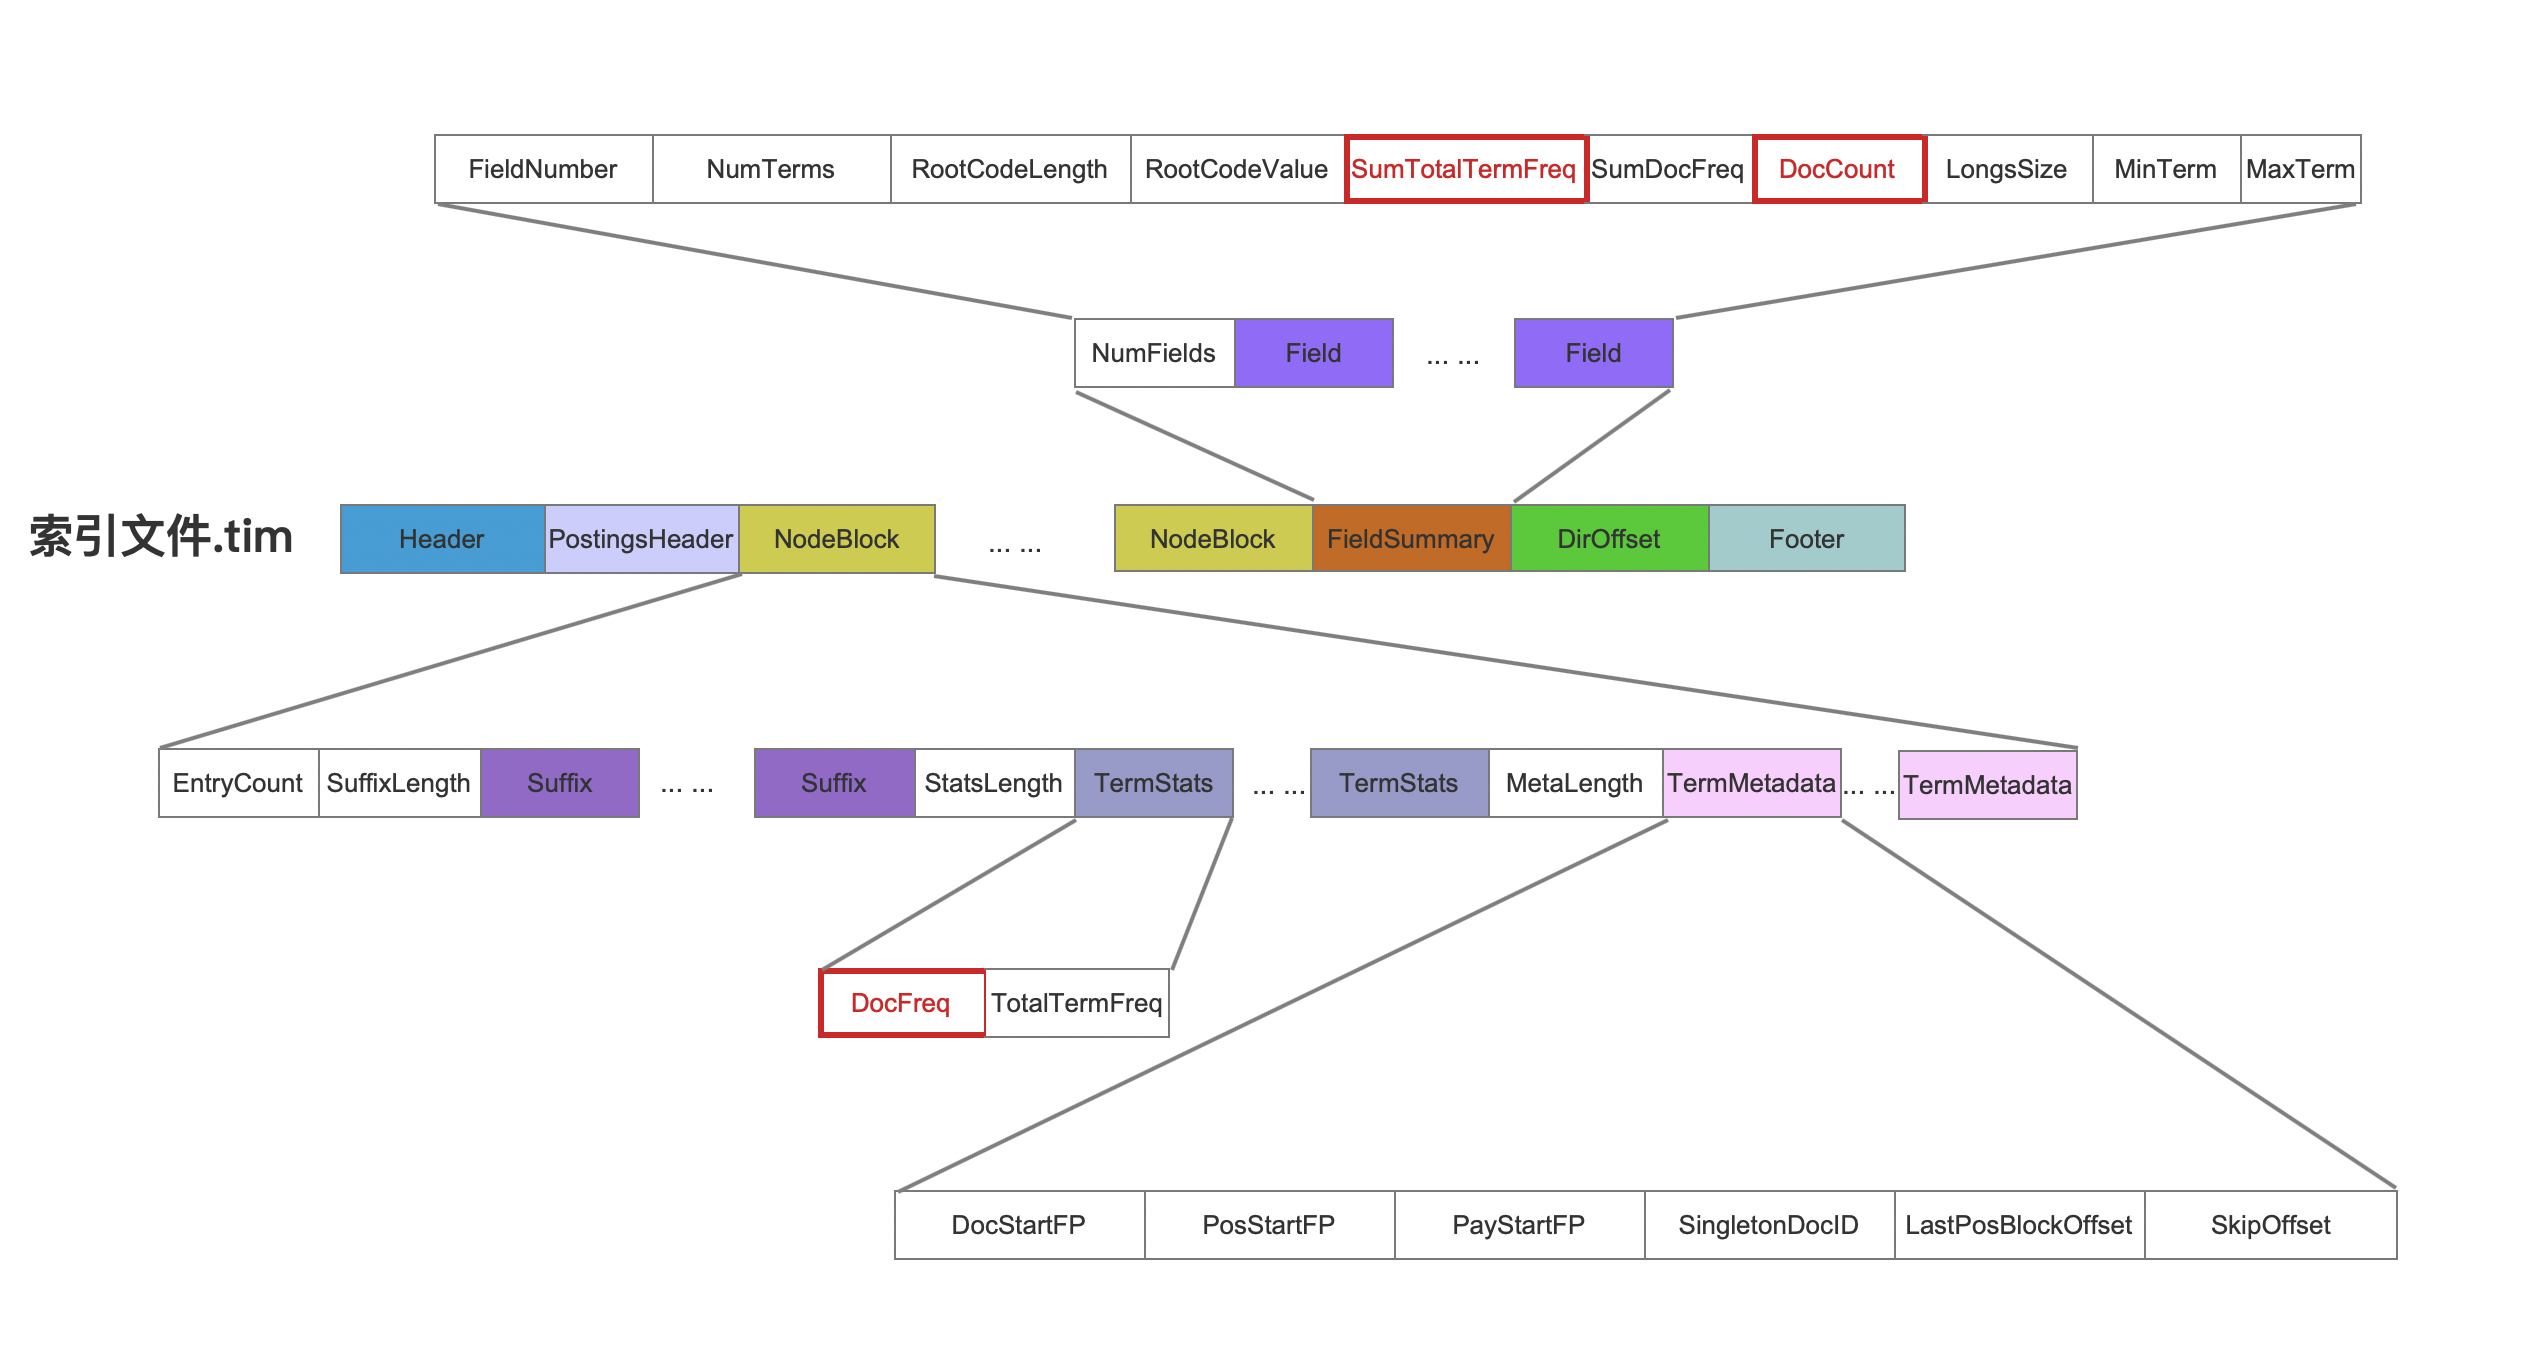 FieldNumber NumTerms RootCodeLength RootCodeValue SumTotalTermFreq SumDocFreq DocCount LongsSize MinTerm MaxTerm
NumFields Field ... ... Field
索引文件.tim Header PostingsHeader NodeBlock ... ... NodeBlock FieldSummary DirOffset Footer
EntryCount SuffixLength Suffix ... ... Suffix StatsLength TermStats ... ... TermStats MetaLength TermMetadata ... ... TermMetadata
DocFreq TotalTermFreq
DocStartFP PosStartFP PayStartFP SingletonDocID LastPosBlockOffset SkipOffset